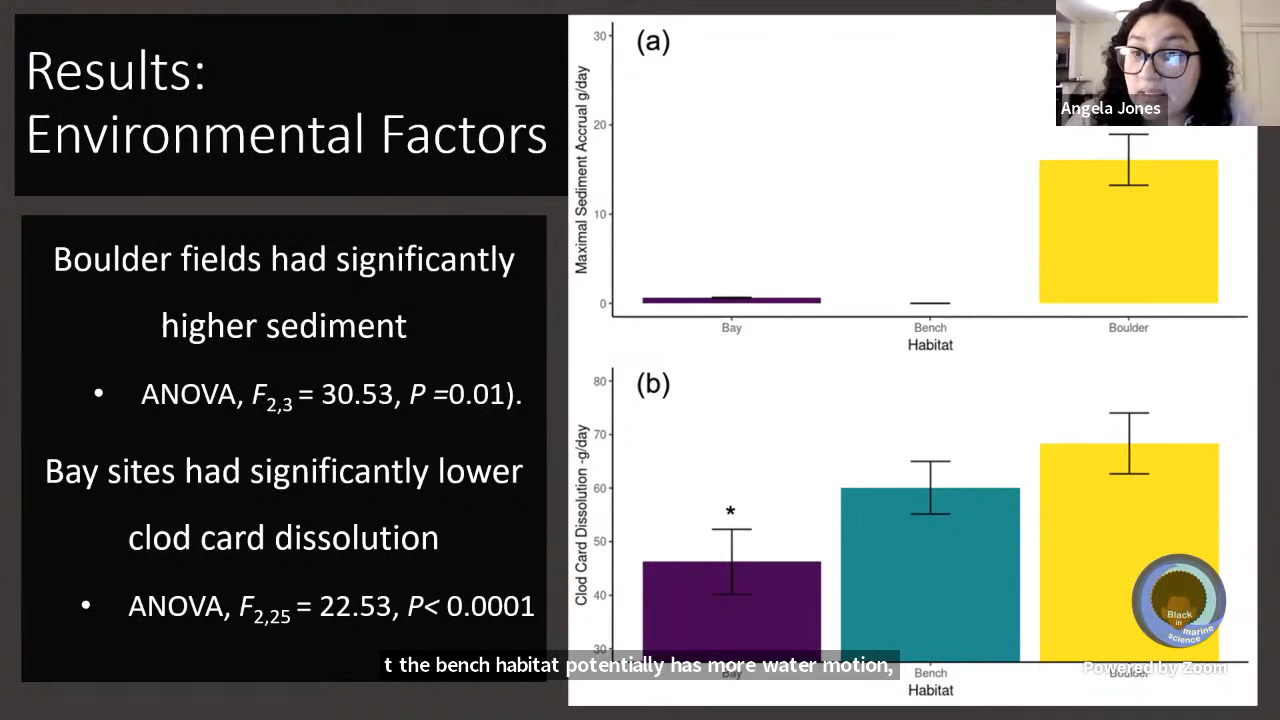 Results:
Environmental Factors
Boulder fields had significantly
higher sediment
• ANOVA, F2,3 = 30.53, P =0.01).
Bay sites had significantly lower
clod card dissolution
• ANOVA, F2,25 = 22.53, P< 0.0001
(a)
Maximal Sediment Accrual g/day
30
20
10
0
Bay Bench Boulder
Habitat
(b)
Clod Card Dissolution -g/day
80
70
60
50
40
30
*
Bay Bench Boulder
Habitat
Angela Jones
Black
in
marine
science
Powered by Zoom
t the bench habitat potentially has more water motion,